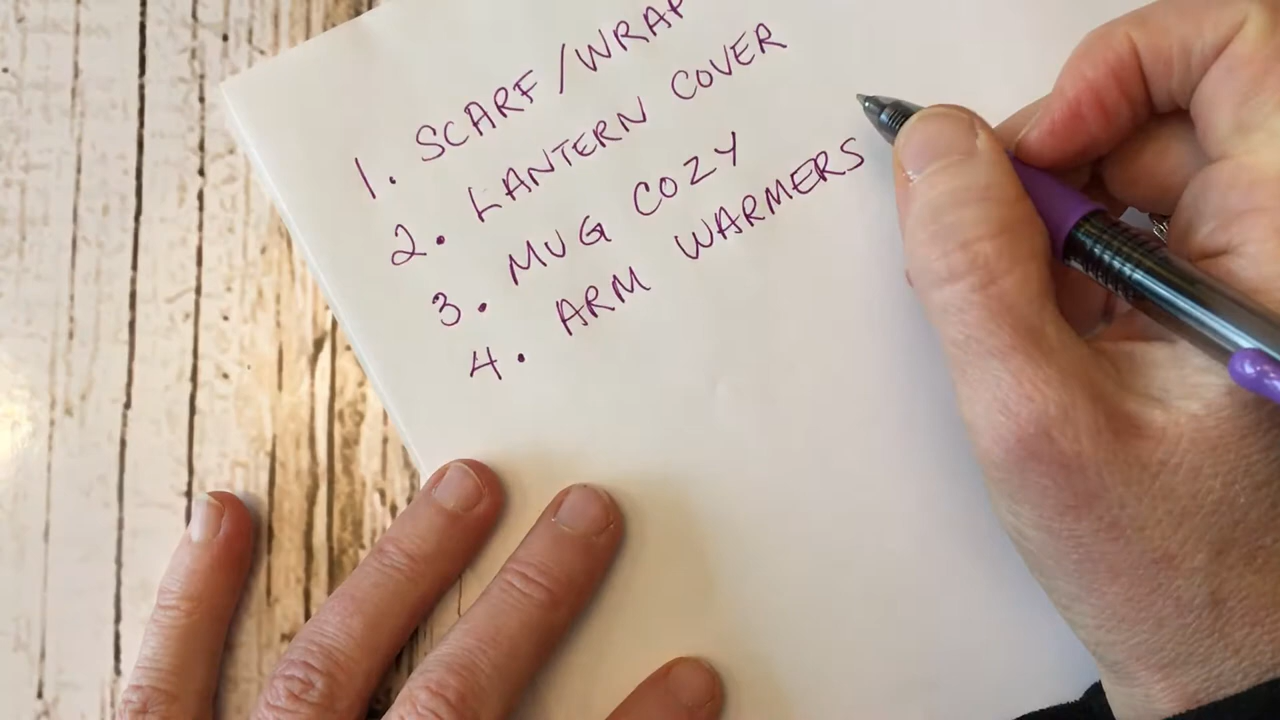 1. SCARF/WRAP
2. LANTERN COVER
3. MUG COZY
4. ARM WARMERS